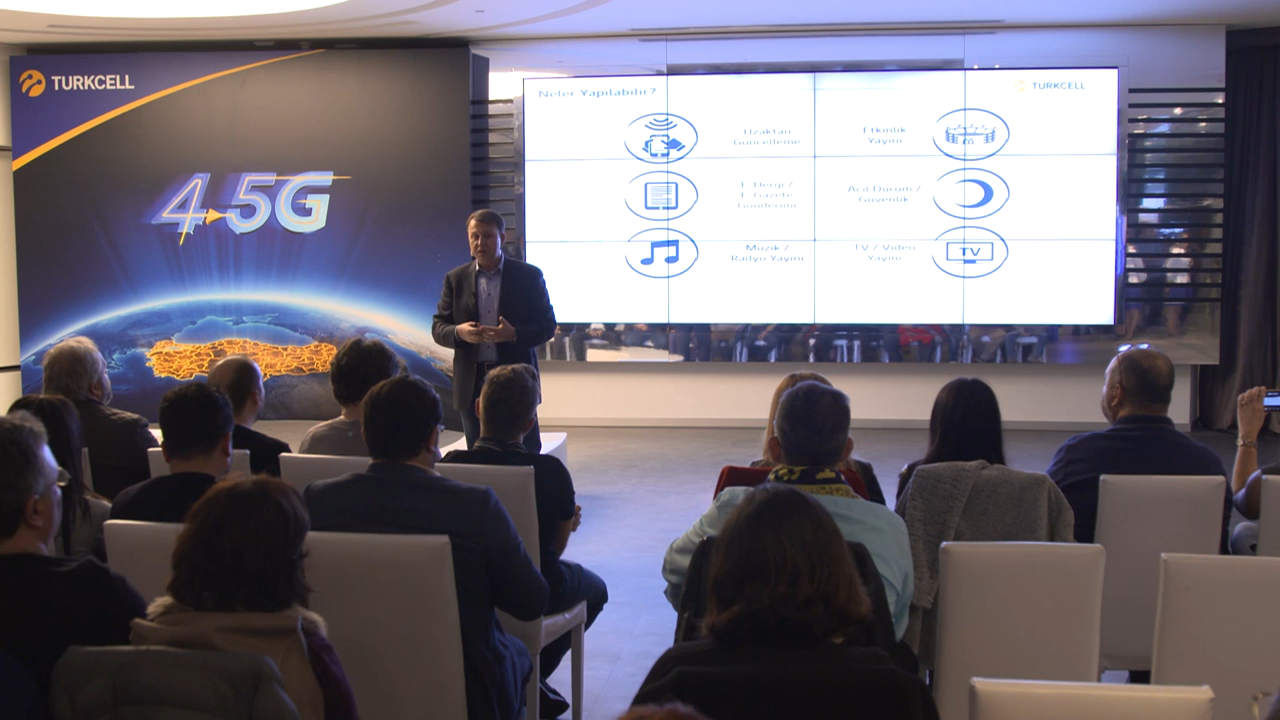 TURKCELL
4.5G
Neler Yapılabilir?
TURKCELL
Uzaktan
Güncelleme
Etkinlik
Yayını
E-Dergi /
E-Gazete
Gönderimi
Acil Durum /
Güvenlik
Müzik /
Radyo Yayını
TV / Video
Yayını
TV